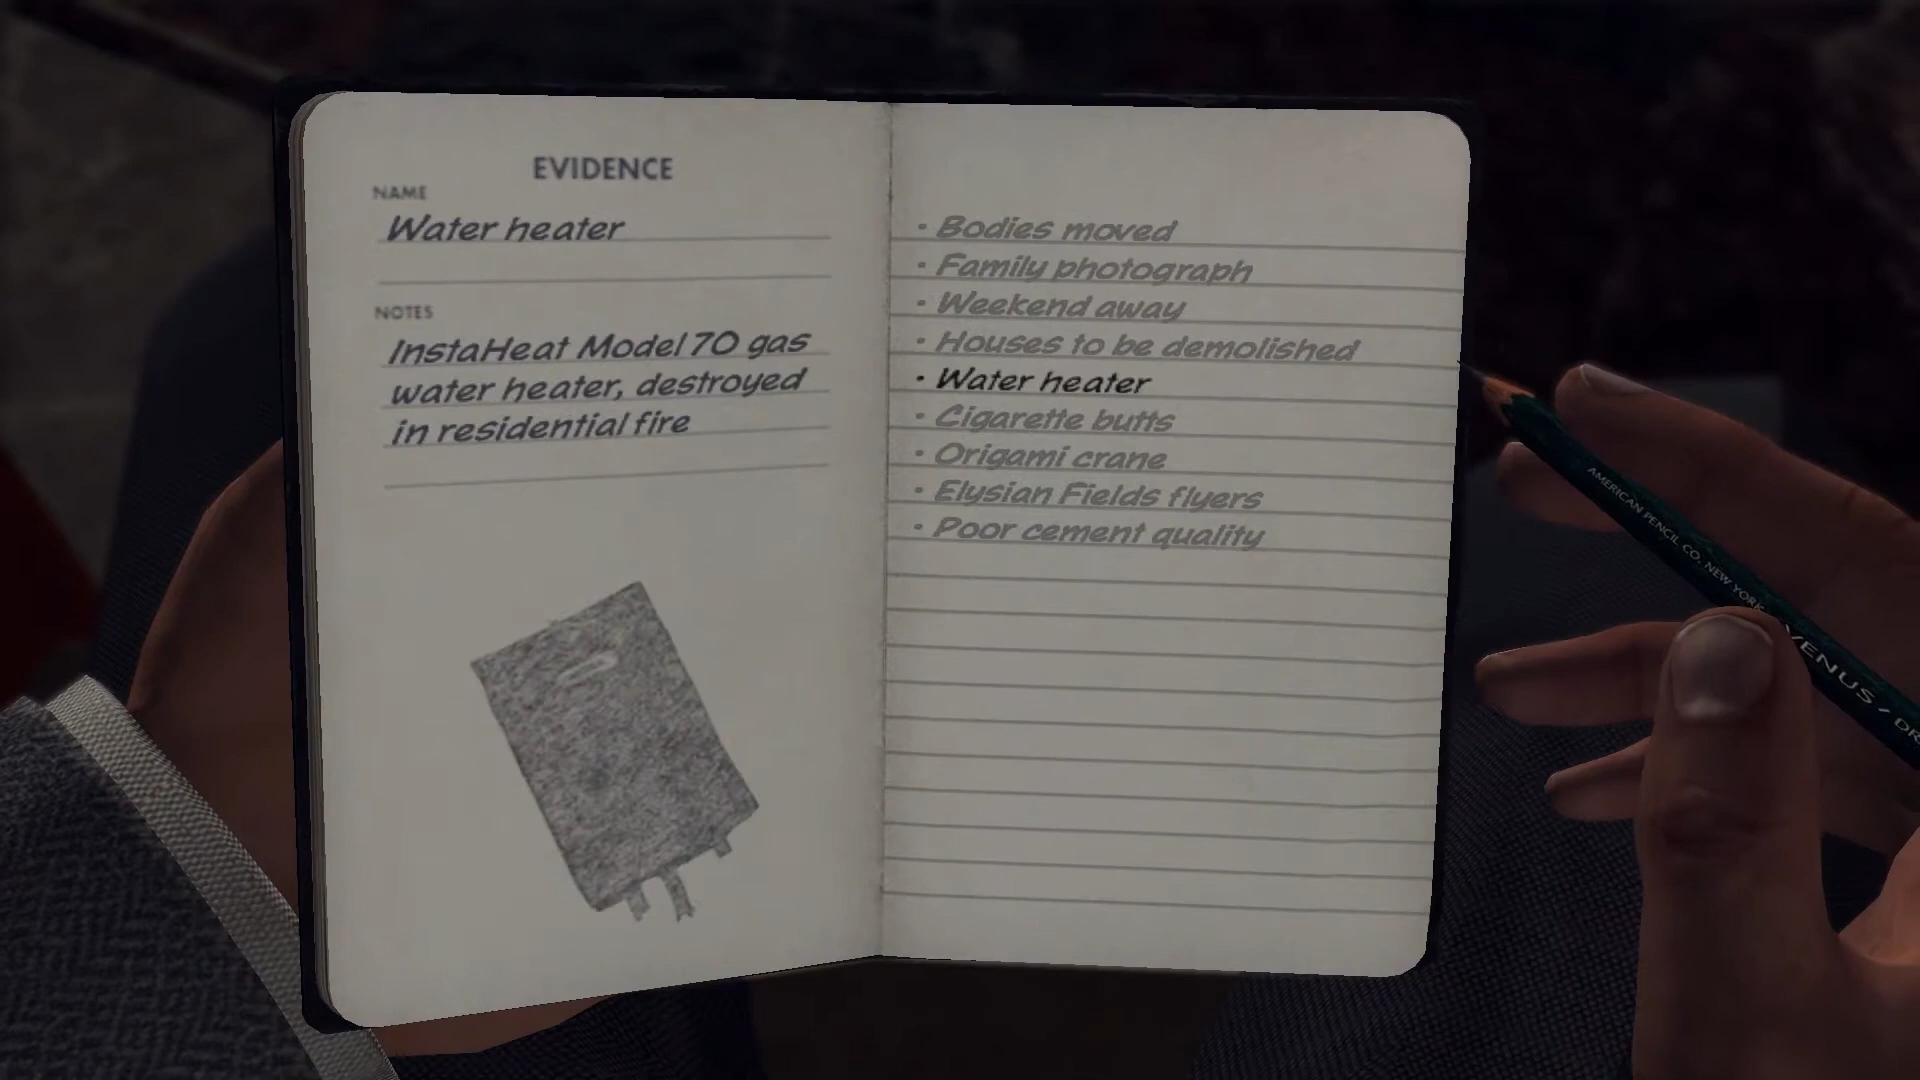 EVIDENCE
NAME
Water heater
NOTES
InstaHeat Model 70 gas
water heater, destroyed
in residential fire
• Bodies moved
• Family photograph
• Weekend away
• Houses to be demolished
• Water heater
• Cigarette butts
• Origami crane
• Elysian Fields flyers
• Poor cement quality
AMERICAN PENCIL CO. NEW YORK VENUS / DR